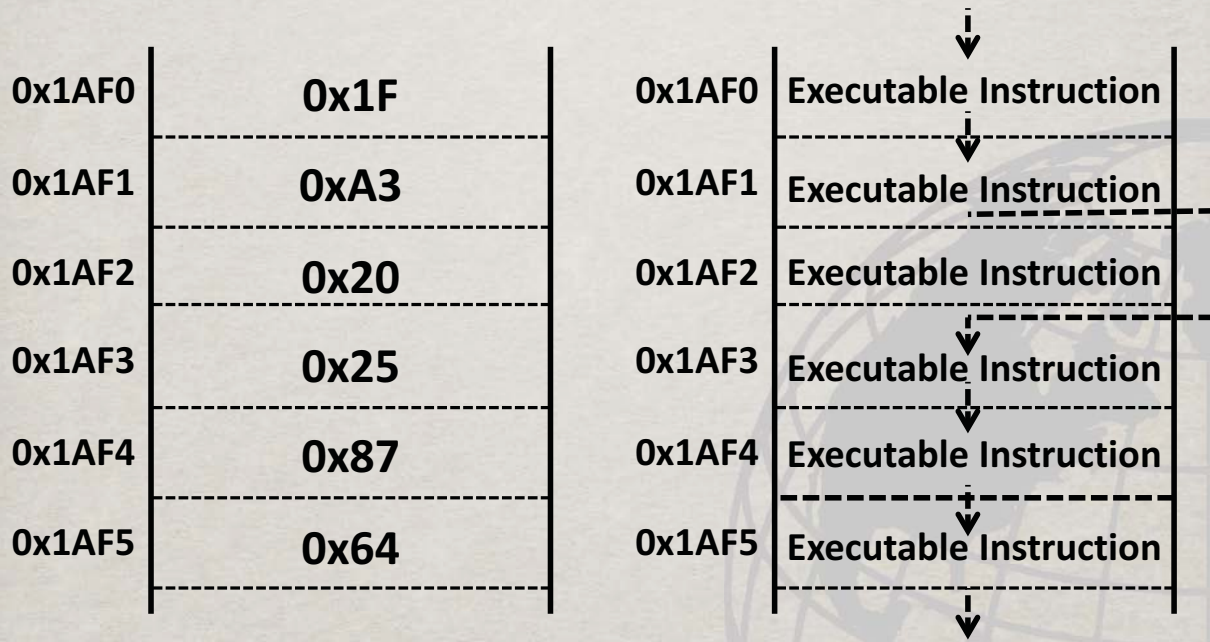 0x1AF0 0x1F 0x1AF0 Executable Instruction
0x1AF1 0xA3 0x1AF1 Executable Instruction
0x1AF2 0x20 0x1AF2 Executable Instruction
0x1AF3 0x25 0x1AF3 Executable Instruction
0x1AF4 0x87 0x1AF4 Executable Instruction
0x1AF5 0x64 0x1AF5 Executable Instruction